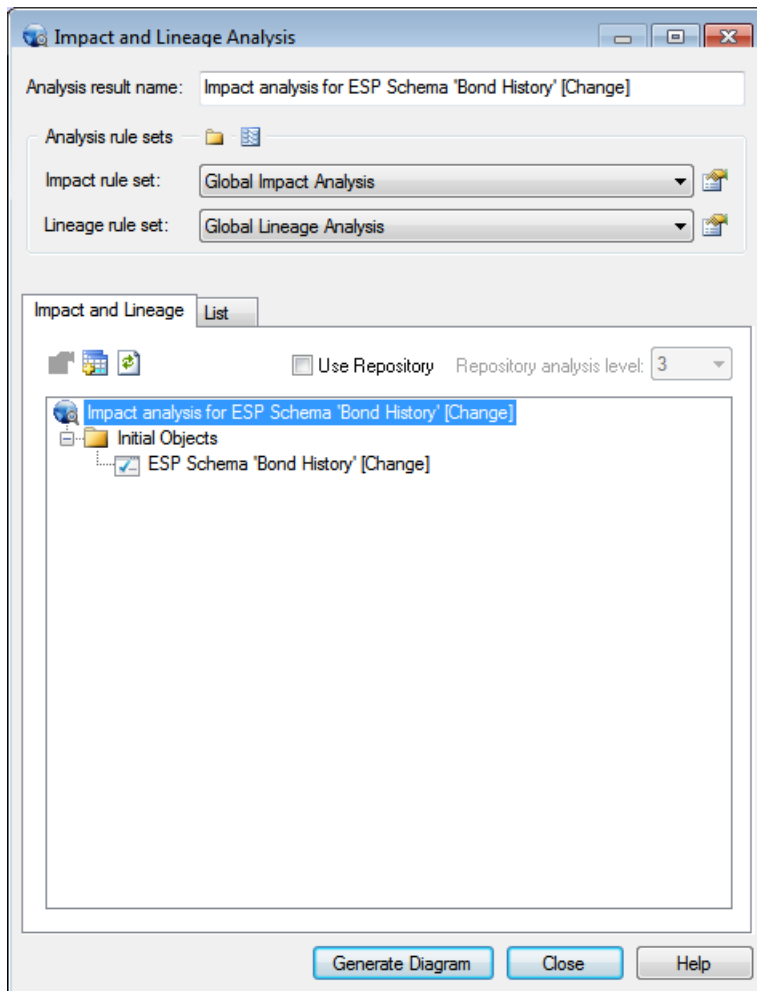 Impact and Lineage Analysis
Analysis result name: Impact analysis for ESP Schema 'Bond History' [Change]
Analysis rule sets
Impact rule set: Global Impact Analysis
Lineage rule set: Global Lineage Analysis
Impact and Lineage List
Use Repository Repository analysis level: 3
Impact analysis for ESP Schema 'Bond History' [Change]
Initial Objects
ESP Schema 'Bond History' [Change]
Generate Diagram Close Help